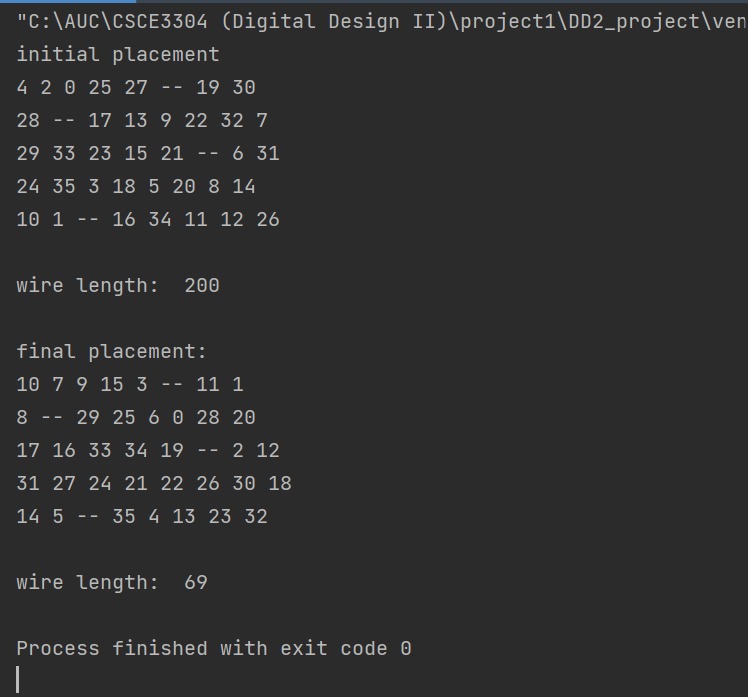 "C:\AUC\CSCE3304 (Digital Design II)\project1\DD2_project\ven
initial placement
4 2 0 25 27 -- 19 30
28 -- 17 13 9 22 32 7
29 33 23 15 21 -- 6 31
24 35 3 18 5 20 8 14
10 1 -- 16 34 11 12 26
wire length:  200
final placement:
10 7 9 15 3 -- 11 1
8 -- 29 25 6 0 28 20
17 16 33 34 19 -- 2 12
31 27 24 21 22 26 30 18
14 5 -- 35 4 13 23 32
wire length:  69
Process finished with exit code 0